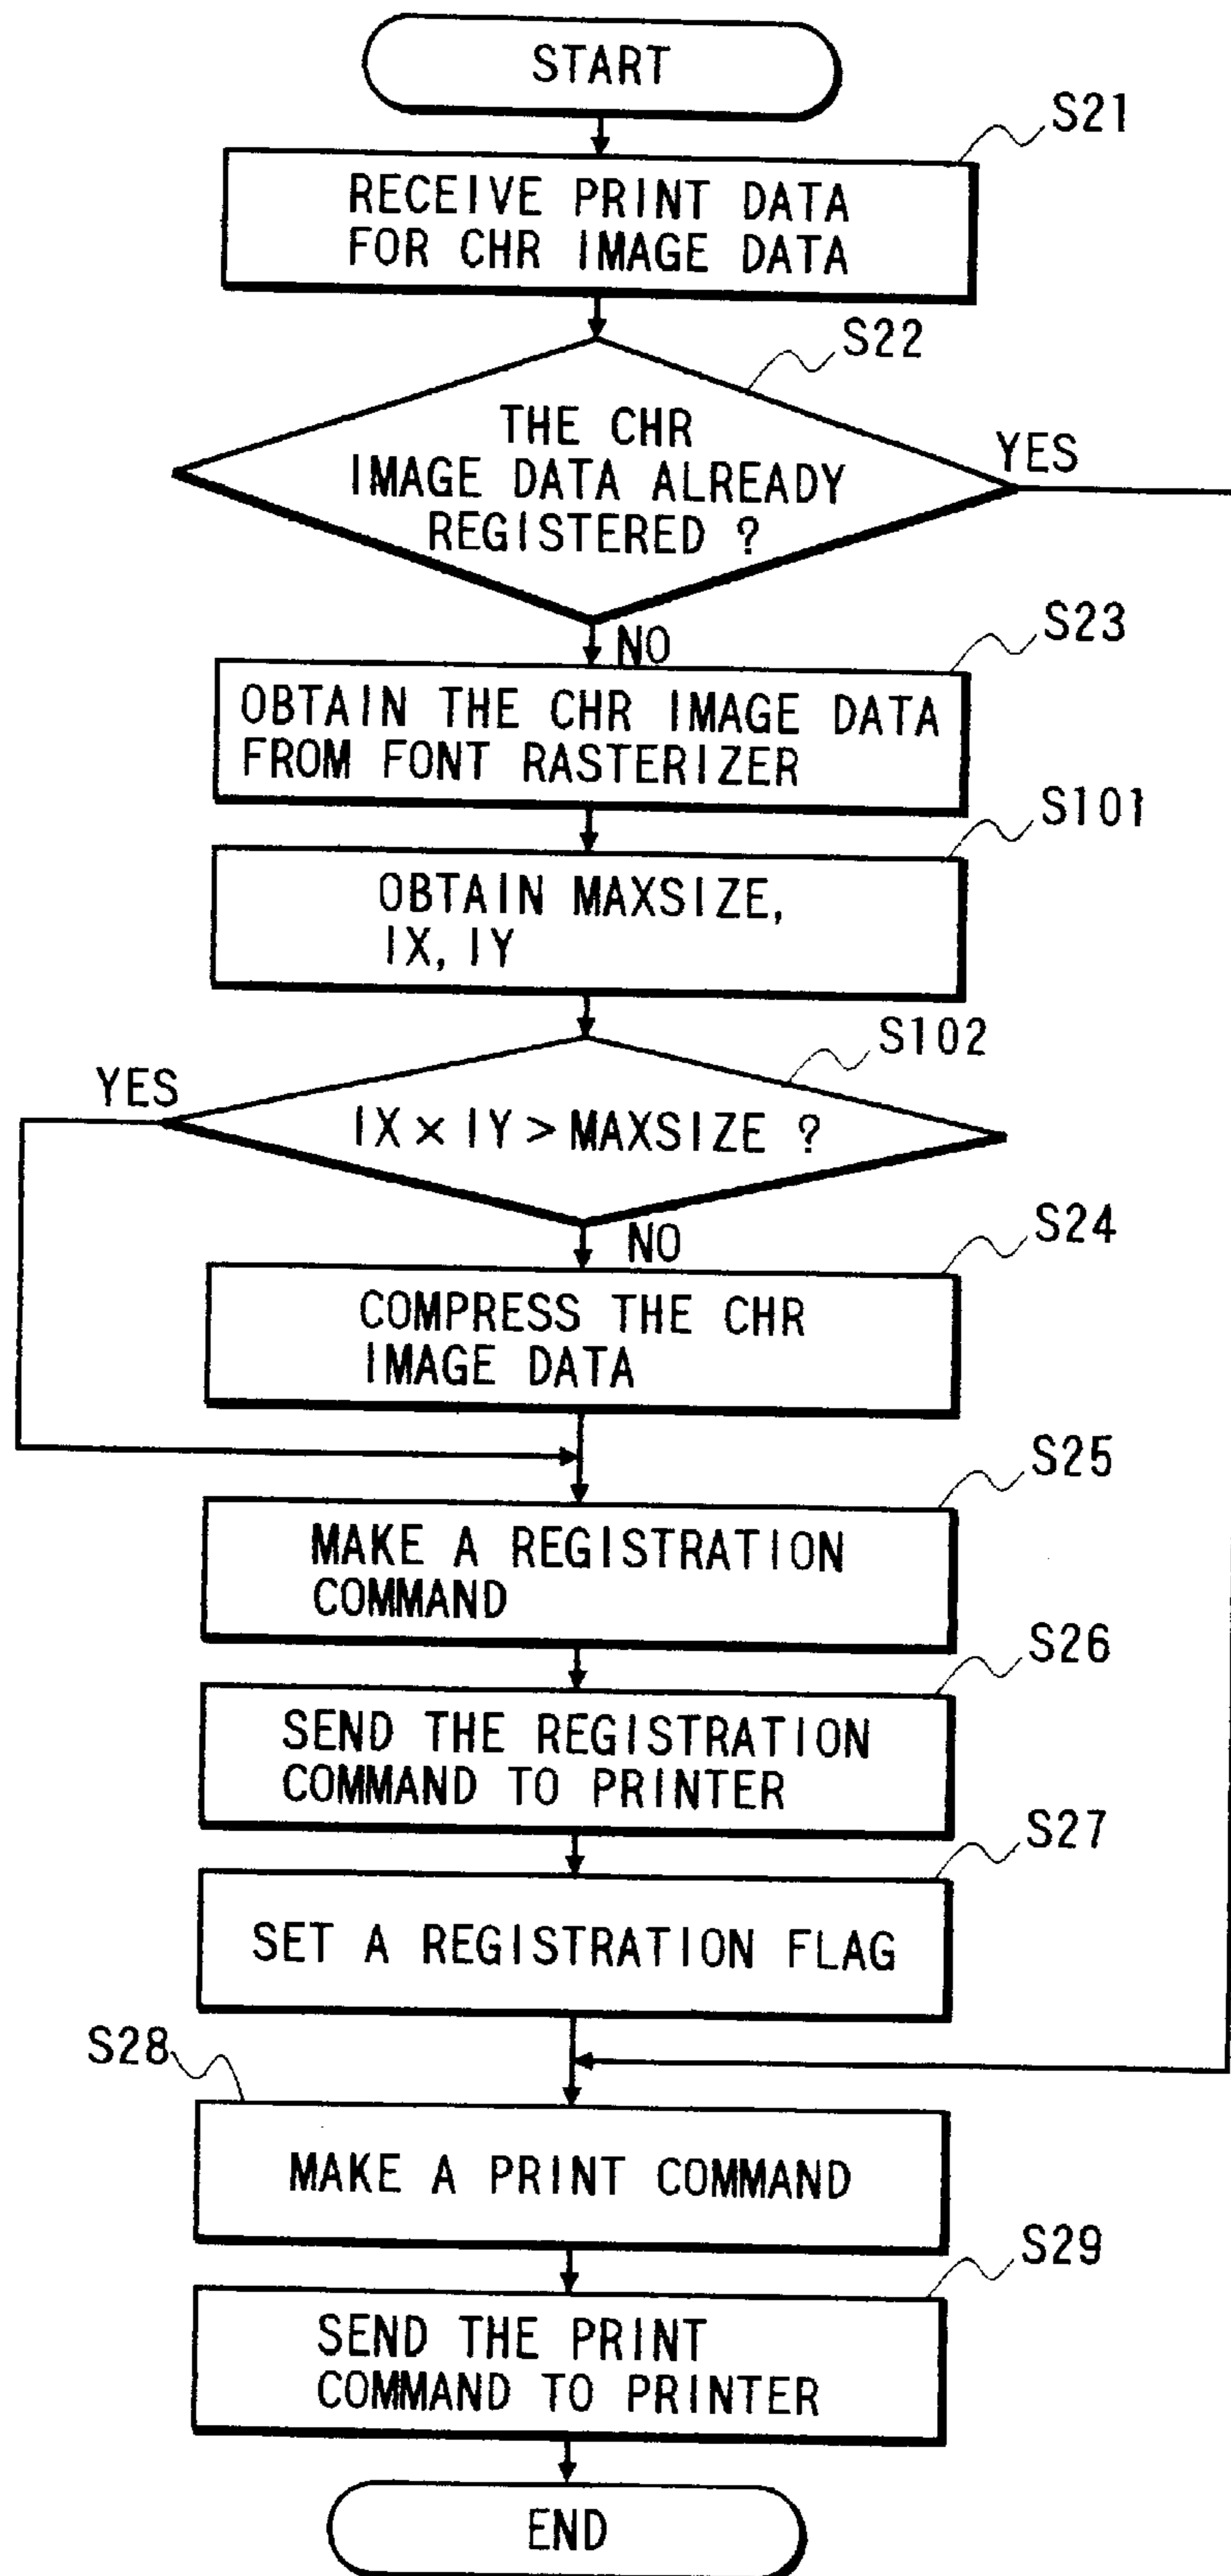 START
S21
RECEIVE PRINT DATA
FOR CHR IMAGE DATA
S22
THE CHR
IMAGE DATA ALREADY
REGISTERED ?
YES
NO
S23
OBTAIN THE CHR IMAGE DATA
FROM FONT RASTERIZER
S101
OBTAIN MAXSIZE,
IX, IY
S102
YES
IX × IY > MAXSIZE ?
NO
S24
COMPRESS THE CHR
IMAGE DATA
S25
MAKE A REGISTRATION
COMMAND
S26
SEND THE REGISTRATION
COMMAND TO PRINTER
S27
SET A REGISTRATION FLAG
S28
MAKE A PRINT COMMAND
S29
SEND THE PRINT
COMMAND TO PRINTER
END